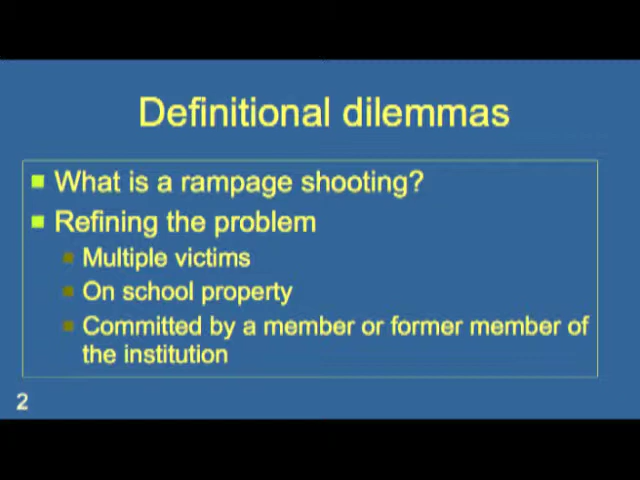 Definitional dilemmas
What is a rampage shooting?
Refining the problem
Multiple victims
On school property
Committed by a member or former member of
the institution
2